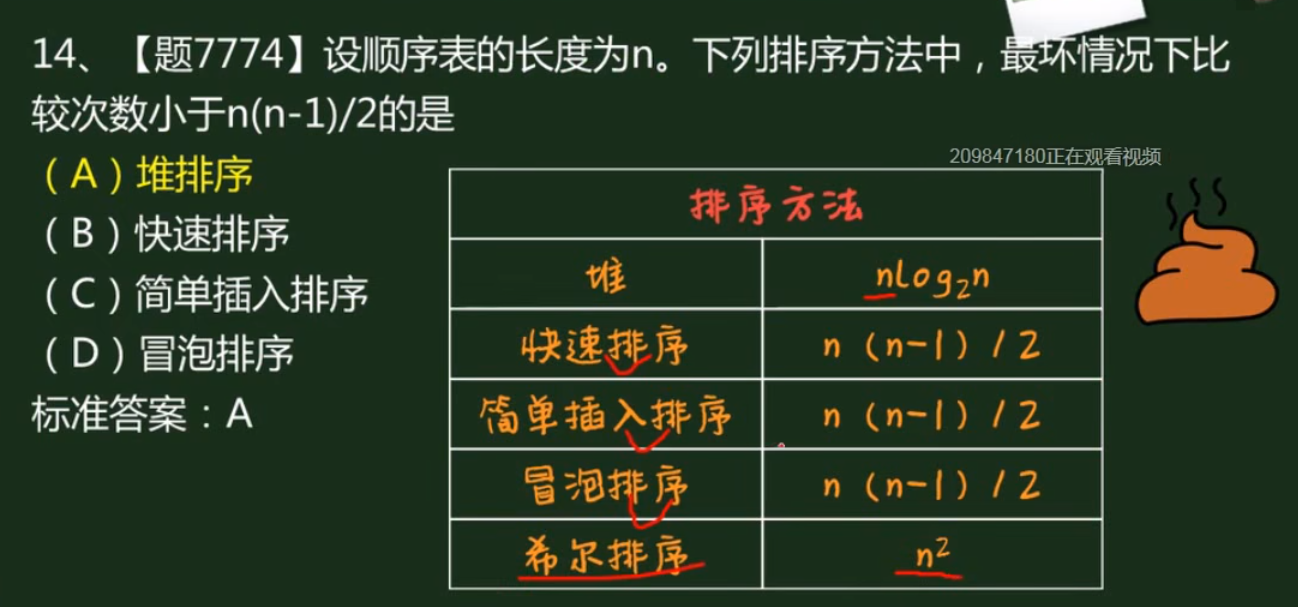 14、【题7774】设顺序表的长度为n。下列排序方法中，最坏情况下比
较次数小于n(n-1)/2的是
（A）堆排序
209847180正在观看视频
（B）快速排序
（C）简单插入排序
（D）冒泡排序
标准答案：A
排序方法
堆 nlog₂n
快速排序 n（n-1）/2
简单插入排序 n（n-1）/2
冒泡排序 n（n-1）/2
希尔排序 n²